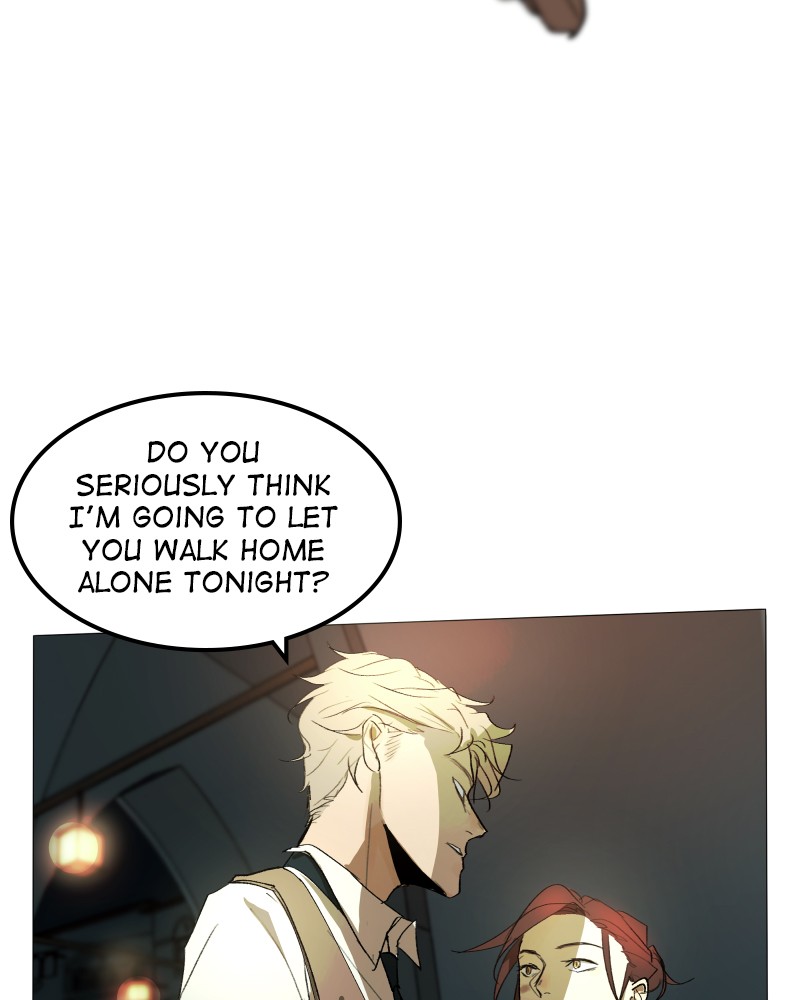 DO YOU
SERIOUSLY THINK
I'M GOING TO LET
YOU WALK HOME
ALONE TONIGHT?